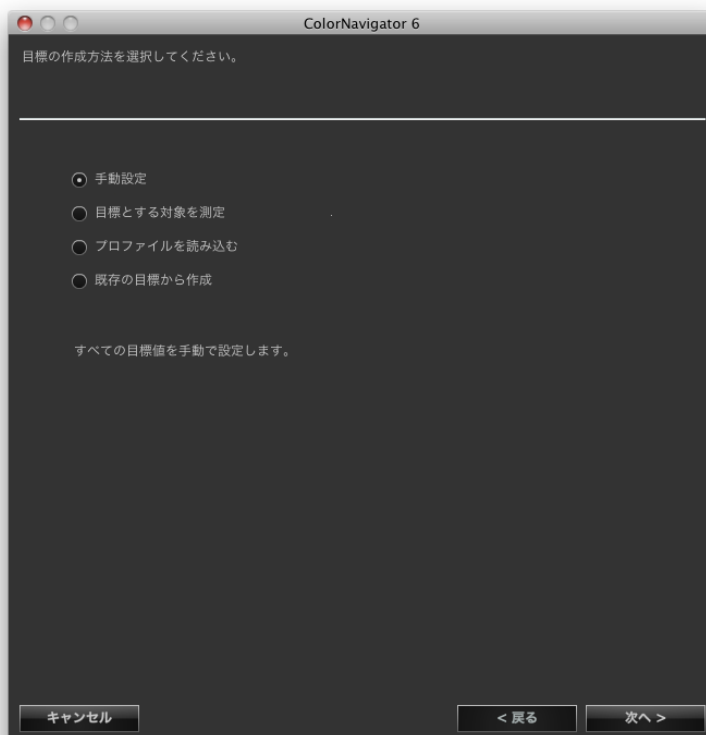 ColorNavigator 6
目標の作成方法を選択してください。
手動設定
目標とする対象を測定
プロファイルを読み込む
既存の目標から作成
すべての目標値を手動で設定します。
キャンセル
< 戻る
次へ >